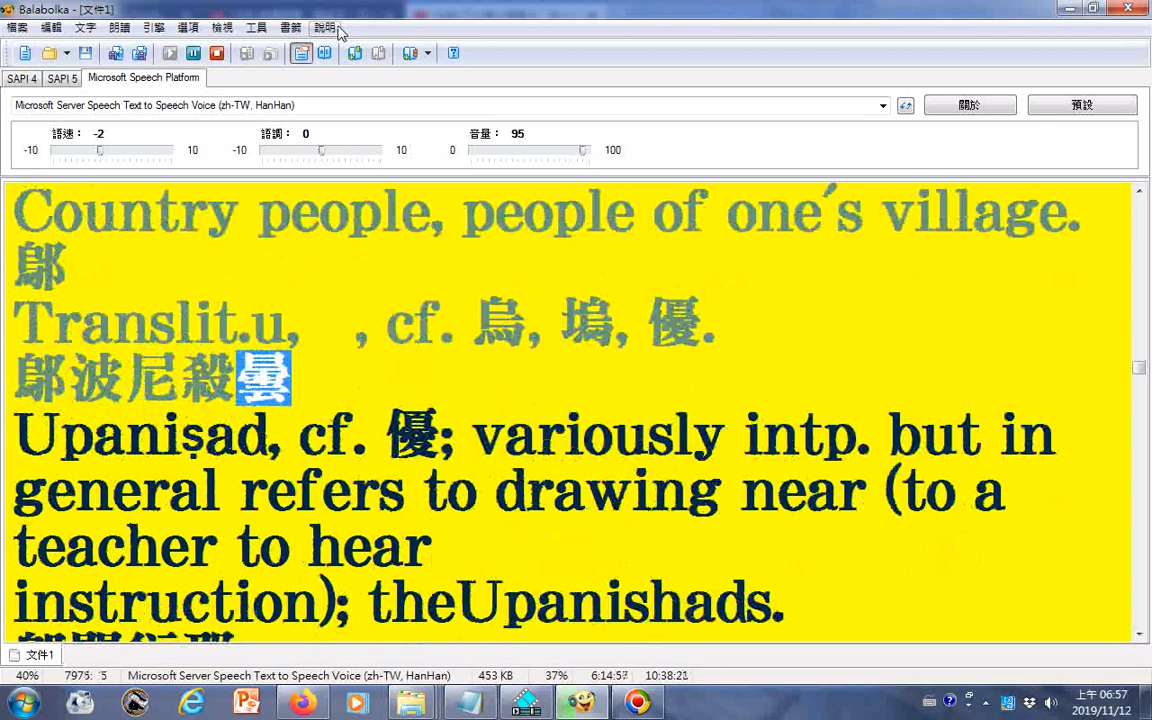 Balabolka - [文件1]
檔案 編輯 文字 朗讀 引擎 選項 檢視 工具 書籤 說明
SAPI 4 SAPI 5 Microsoft Speech Platform
Microsoft Server Speech Text to Speech Voice (zh-TW, HanHan) 關於 預設
語速: -2 語調: 0 音量: 95
-10 10 -10 10 0 100
Country people, people of one's village.
鄔
Translit.u, , cf. 烏, 塢, 優.
鄔波尼殺曇
Upaniṣad, cf. 優; variously intp. but in
general refers to drawing near (to a
teacher to hear
instruction); theUpanishads.
文件1
40% Microsoft Server Speech Text to Speech Voice (zh-TW, HanHan) 453 KB 37% 10:38:21
上午 06:57
2019/11/12